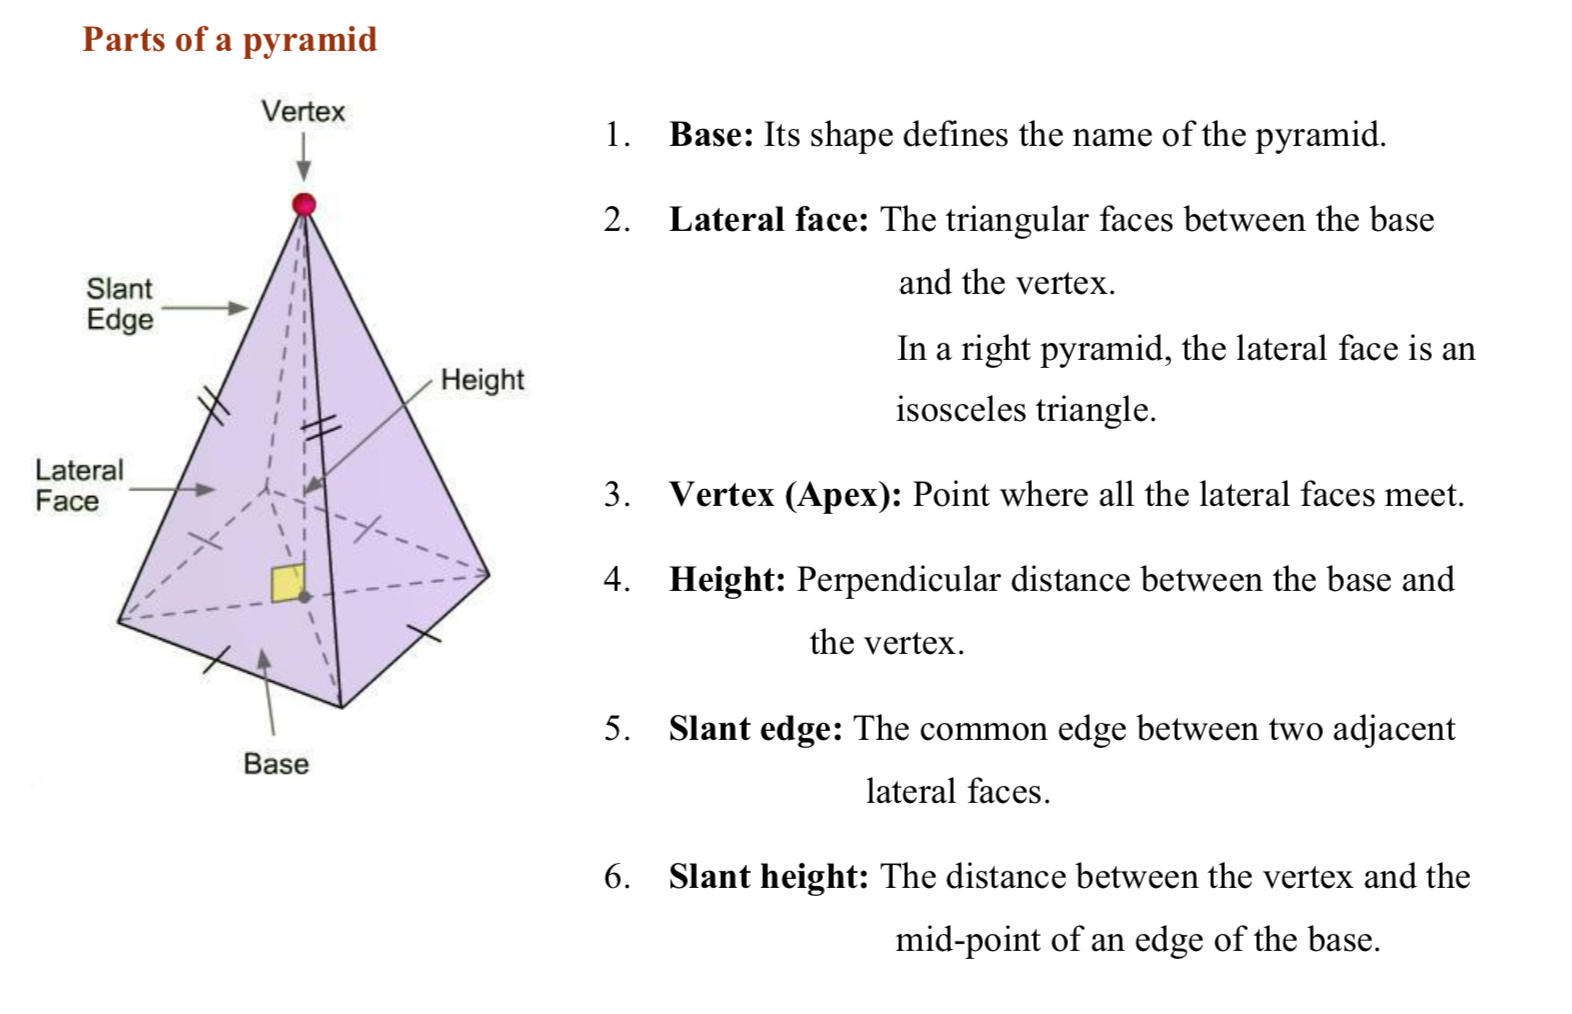 Parts of a pyramid
Vertex
Slant
Edge
Height
Lateral
Face
Base
1. Base: Its shape defines the name of the pyramid.
2. Lateral face: The triangular faces between the base
and the vertex.
In a right pyramid, the lateral face is an
isosceles triangle.
3. Vertex (Apex): Point where all the lateral faces meet.
4. Height: Perpendicular distance between the base and
the vertex.
5. Slant edge: The common edge between two adjacent
lateral faces.
6. Slant height: The distance between the vertex and the
mid-point of an edge of the base.